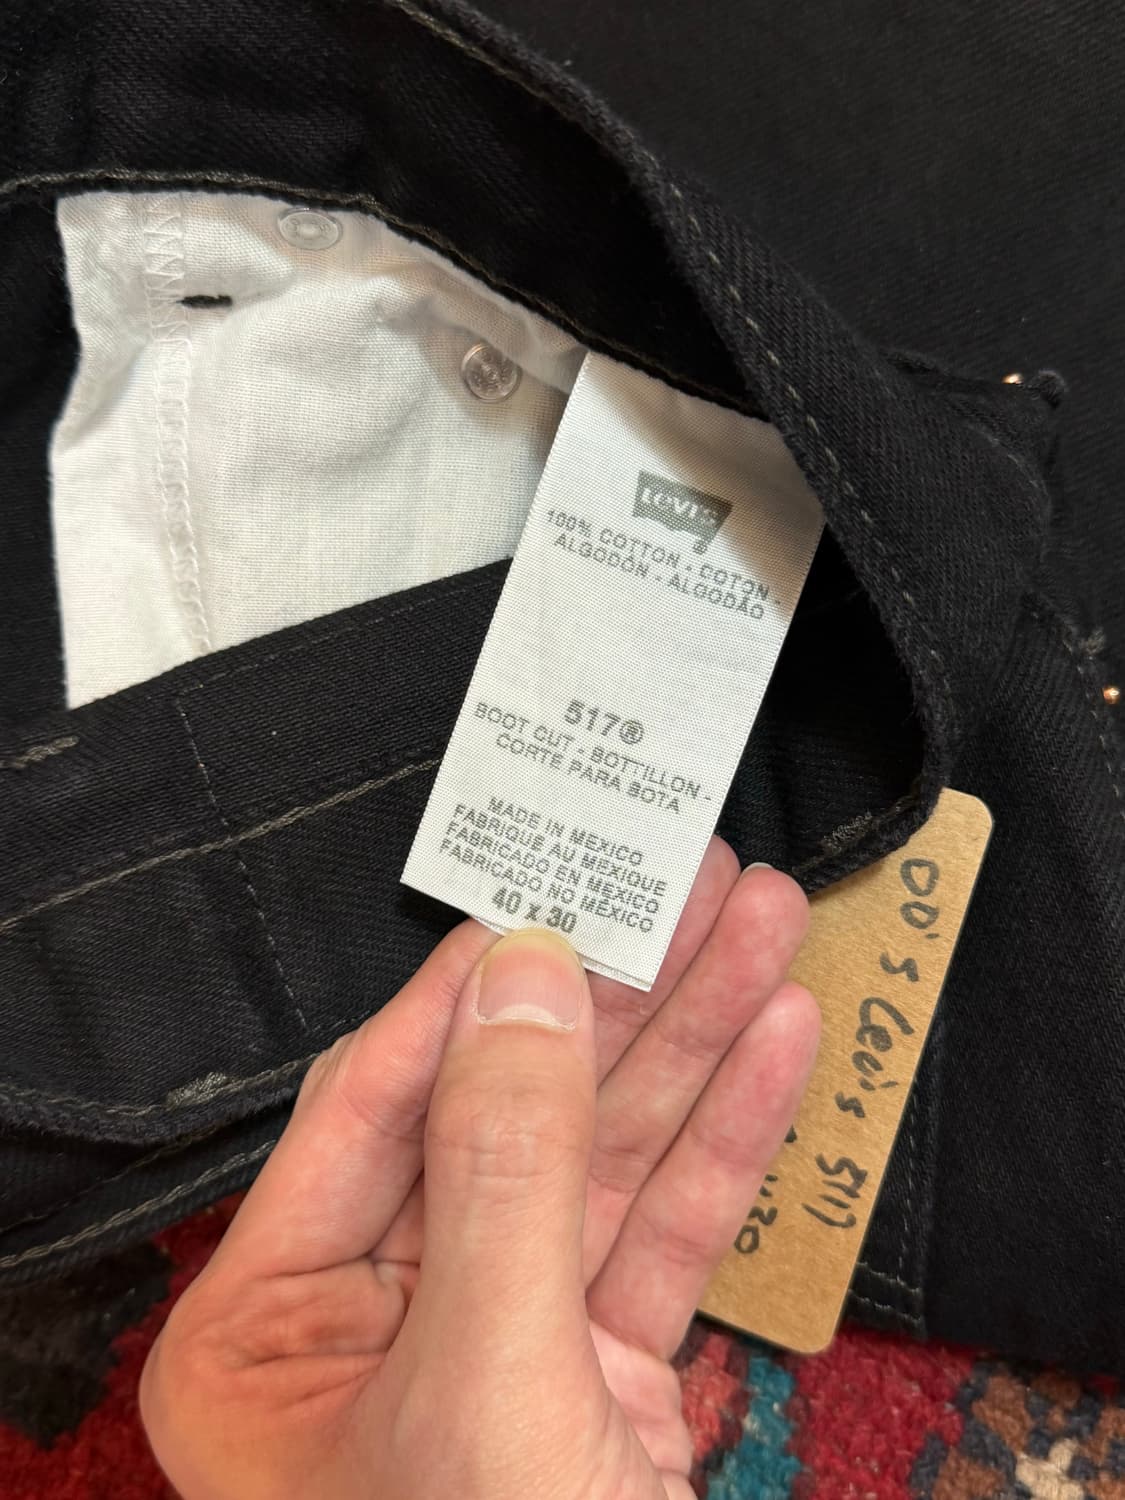 LEVI'S
100% COTTON - COTON -
ALGODÓN - ALGODÃO
517®
BOOT CUT - BOTTILLON -
CORTE PARA BOTA
MADE IN MEXICO
FABRIQUE AU MEXIQUE
FABRICADO EN MEXICO
FABRICADO NO MÉXICO
40 x 30
00's Levi's 517